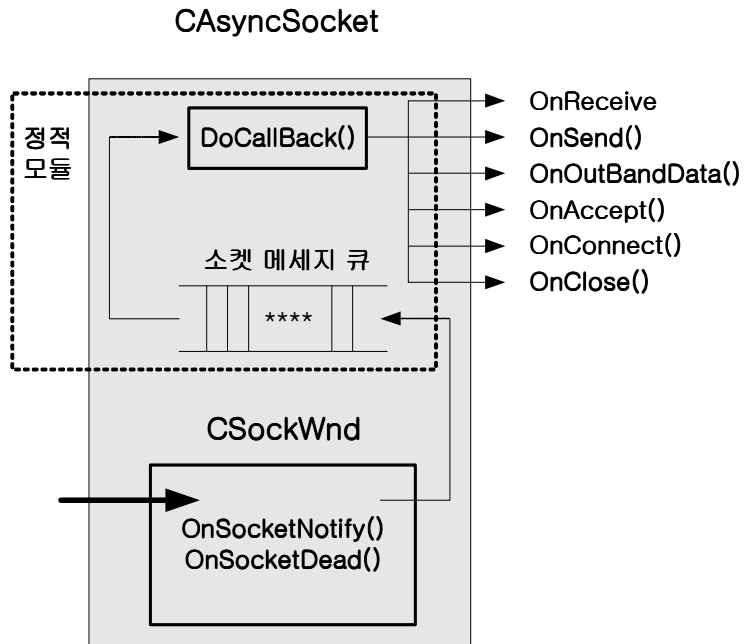 CAsyncSocket
정적
모듈
DoCallBack()
OnReceive
OnSend()
OnOutBandData()
OnAccept()
OnConnect()
OnClose()
소켓 메세지 큐
****
CSockWnd
OnSocketNotify()
OnSocketDead()